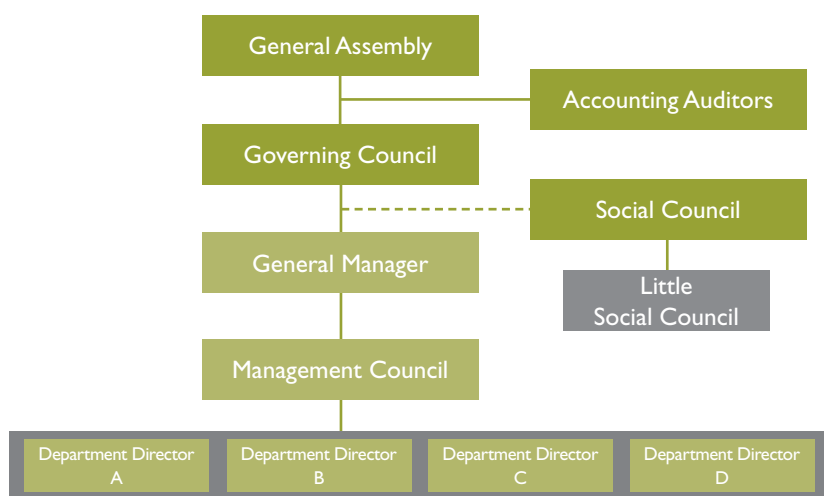 General Assembly
Accounting Auditors
Governing Council
Social Council
General Manager
Little
Social Council
Management Council
Department Director
A
Department Director
B
Department Director
C
Department Director
D